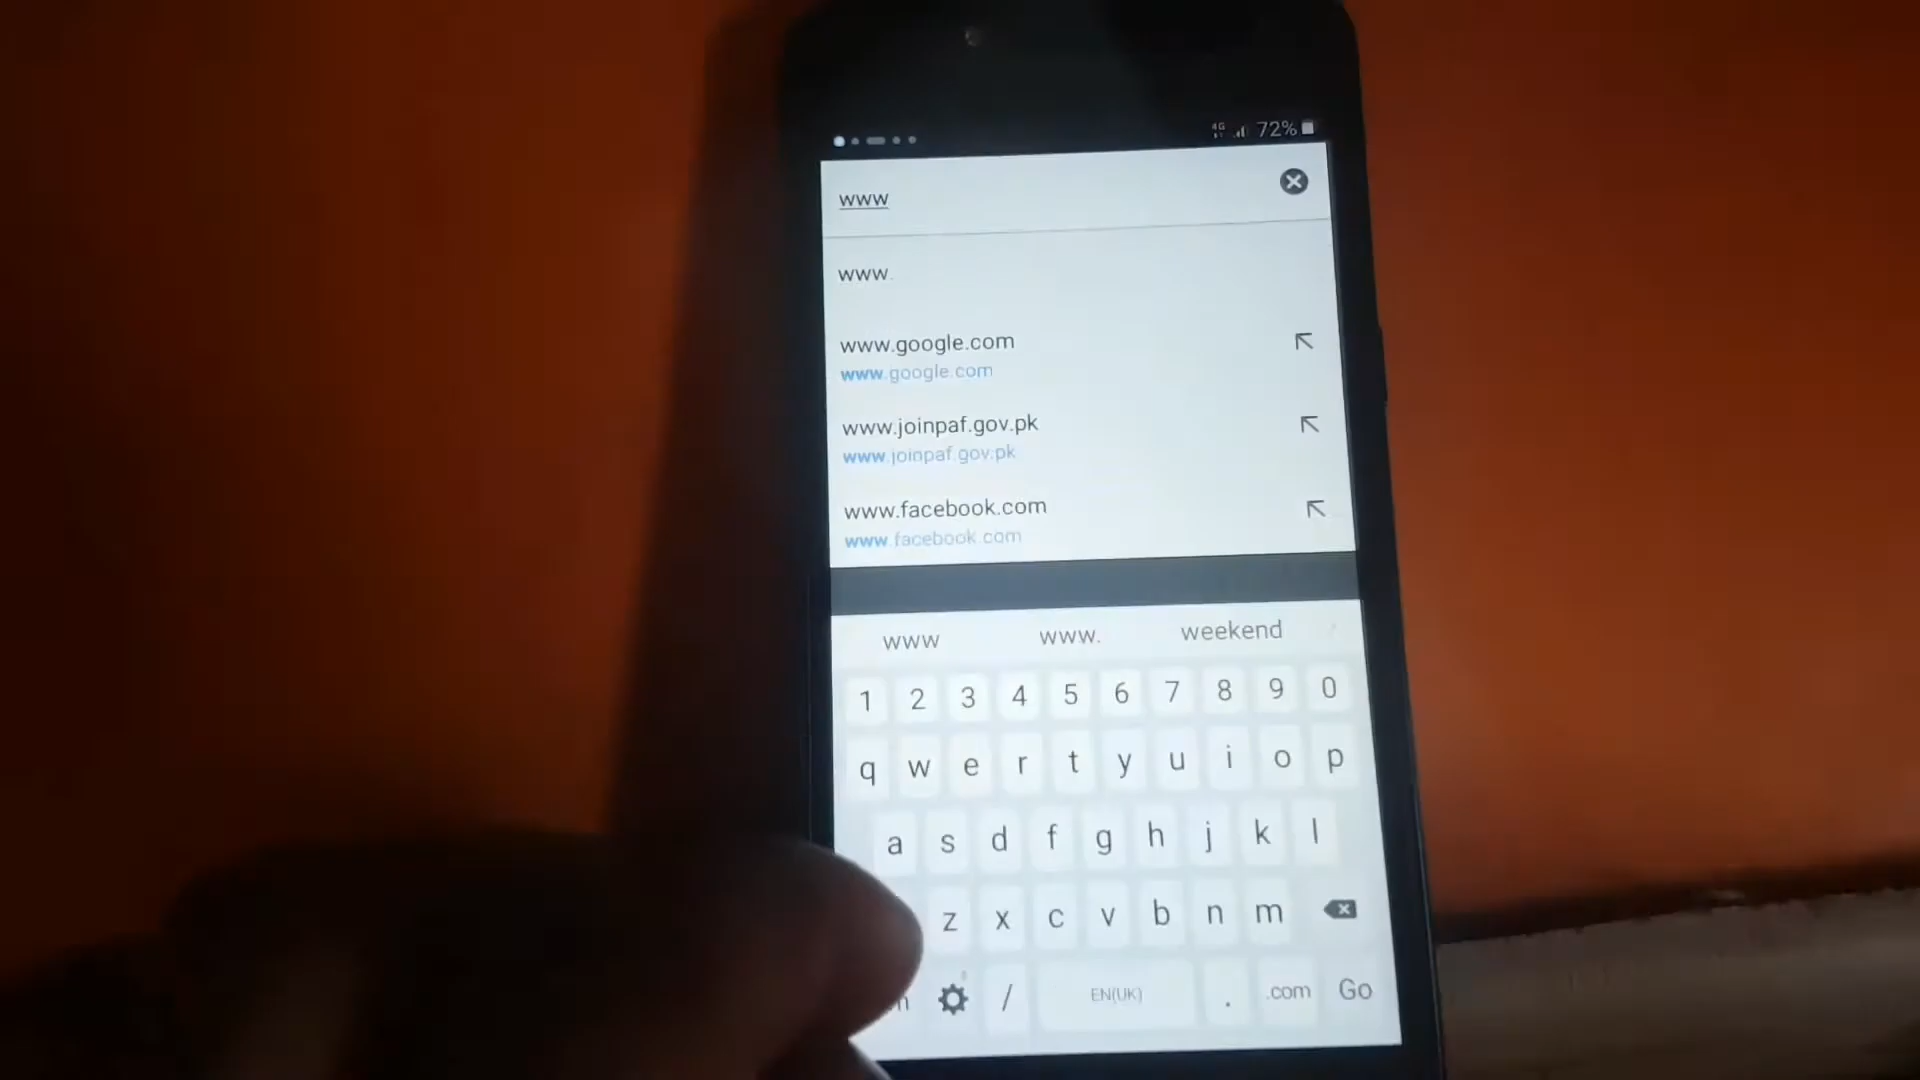 4G 72%
www
www.
www.google.com
www.google.com
www.joinpaf.gov.pk
www.joinpaf.gov.pk
www.facebook.com
www.facebook.com
www www. weekend
1 2 3 4 5 6 7 8 9 0
q w e r t y u i o p
a s d f g h j k l
z x c v b n m
/ EN(UK) . .com Go